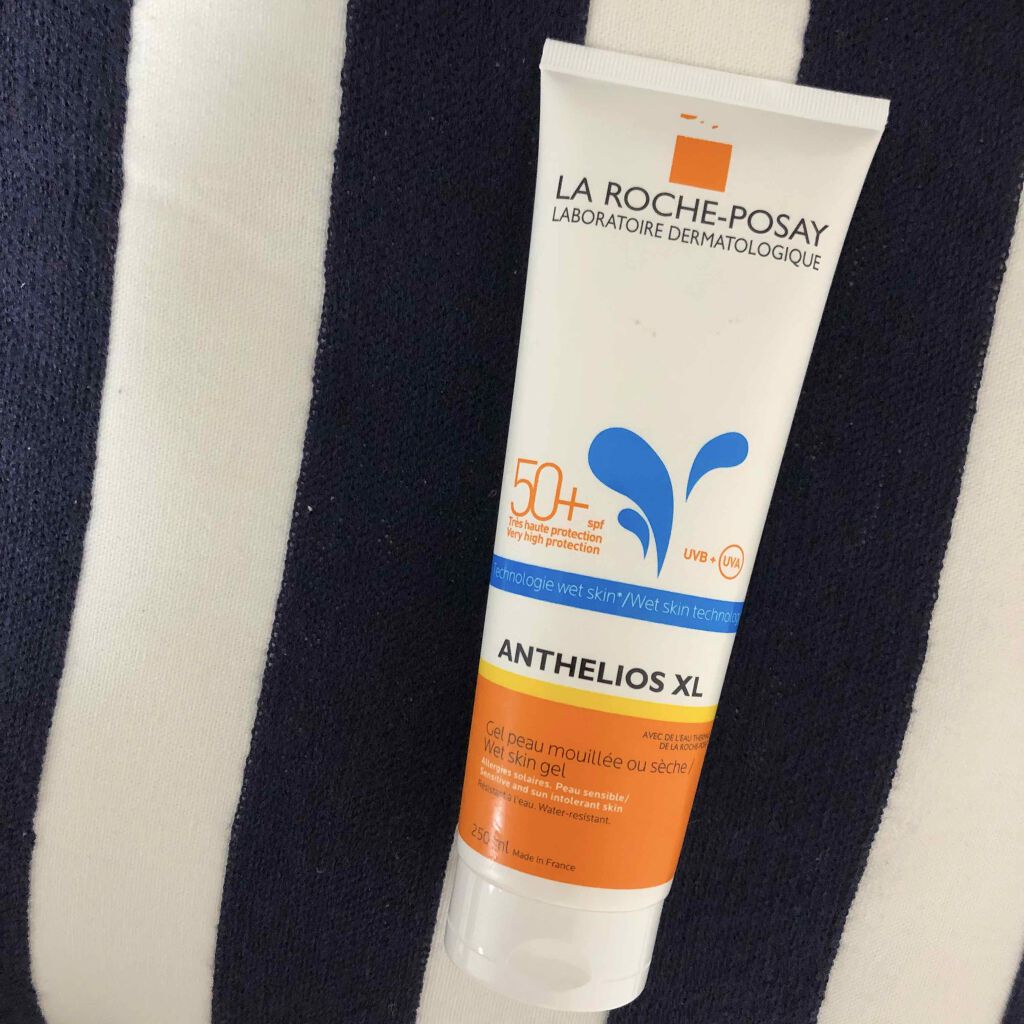 LA ROCHE-POSAY
LABORATOIRE DERMATOLOGIQUE
50+ spf
Très haute protection
Very high protection
UVB + UVA
Technologie wet skin*/Wet skin technolog
ANTHELIOS XL
AVEC DE L'EAU THERM
DE LA ROCHE-POS
Gel peau mouillée ou sèche /
Wet skin gel
Allergies solaires. Peau sensible/
Sensitive and sun intolerant skin
Résistant à l'eau. Water-resistant.
250 ml Made in France